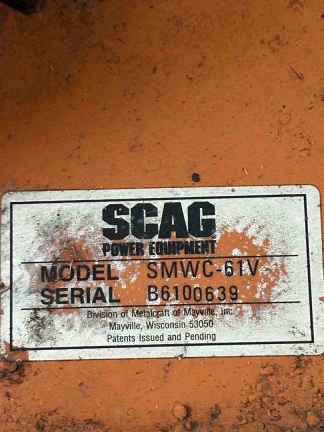 SCAG
POWER EQUIPMENT
MODEL SMWC-61V
SERIAL B6100639
Division of Metalcraft of Mayville, Inc.
Mayville, Wisconsin 53050
Patents Issued and Pending